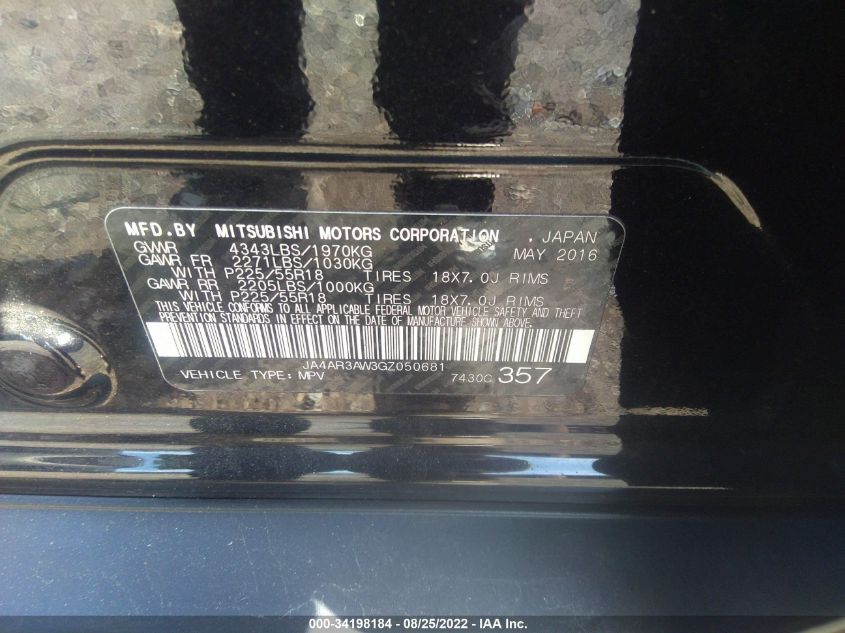 MFD.BY MITSUBISHI MOTORS CORPORATION , JAPAN
GVWR 4343LBS/1970KG MAY 2016
GAWR FR 2271LBS/1030KG
WITH P225/55R18 TIRES 18X7.0J RIMS
GAWR RR 2205LBS/1000KG
WITH P225/55R18 TIRES 18X7.0J RIMS
THIS VEHICLE CONFORMS TO ALL APPLICABLE FEDERAL MOTOR VEHICLE SAFETY AND THEFT
PREVENTION STANDARDS IN EFFECT ON THE DATE OF MANUFACTURE SHOWN ABOVE.
JA4AR3AW3GZ050681
VEHICLE TYPE: MPV 7430C 357
000-34198184 - 08/25/2022 - IAA Inc.